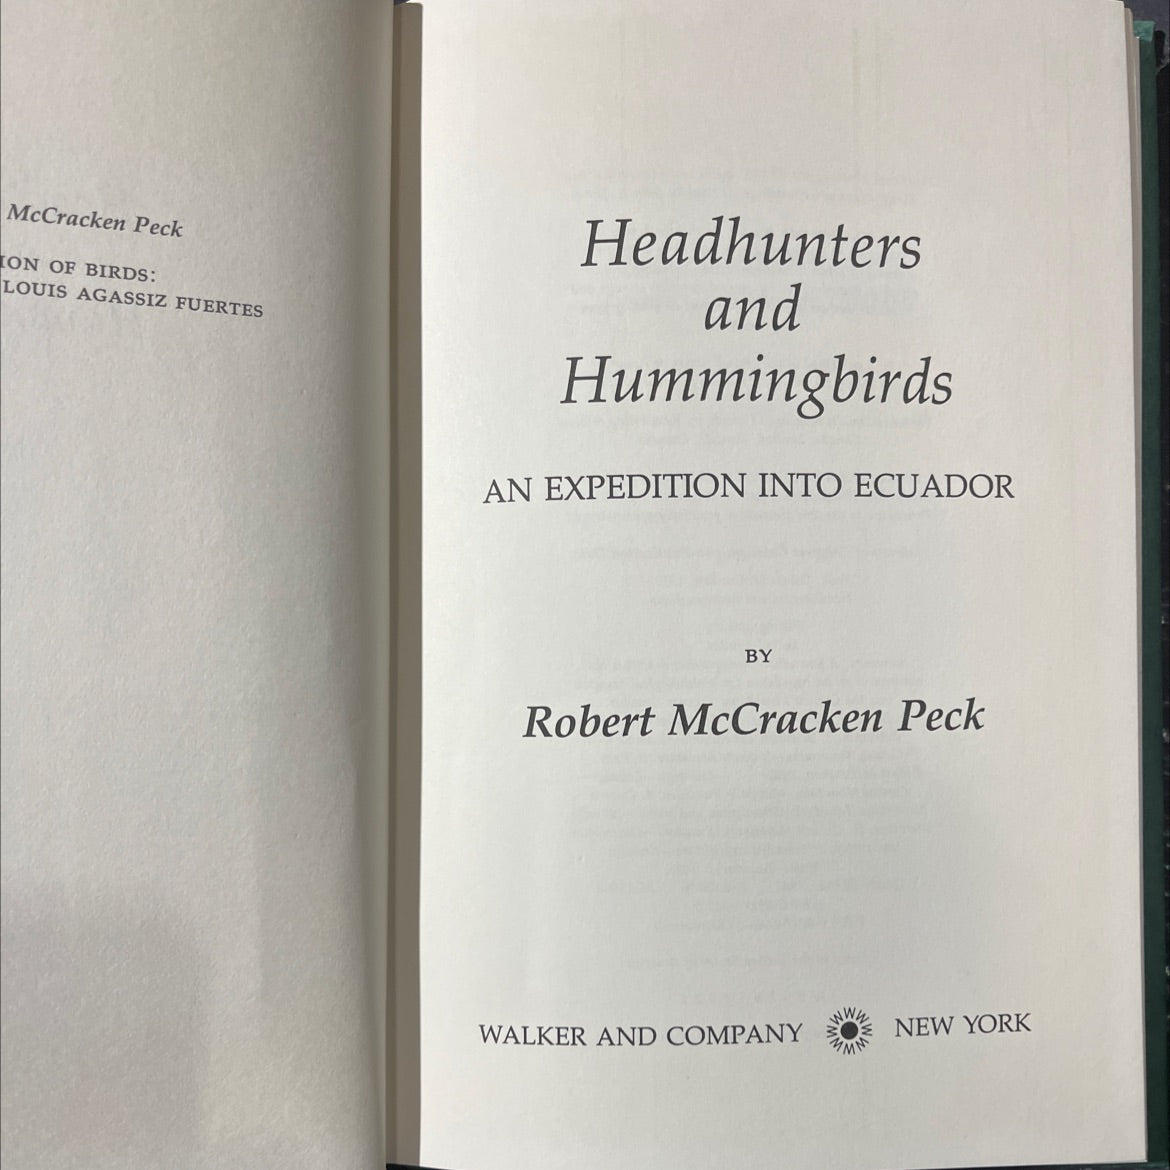 McCracken Peck
ION OF BIRDS:
LOUIS AGASSIZ FUERTES
Headhunters
and
Hummingbirds
AN EXPEDITION INTO ECUADOR
BY
Robert McCracken Peck
WALKER AND COMPANY NEW YORK